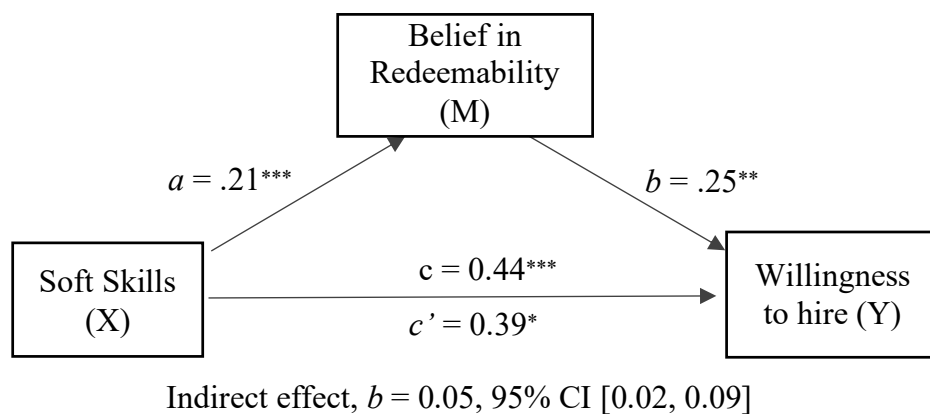 Belief in
Redeemability
(M)
a = .21***
b = .25**
Soft Skills
(X)
c = 0.44***
c’ = 0.39*
Willingness
to hire (Y)
Indirect effect, b = 0.05, 95% CI [0.02, 0.09]